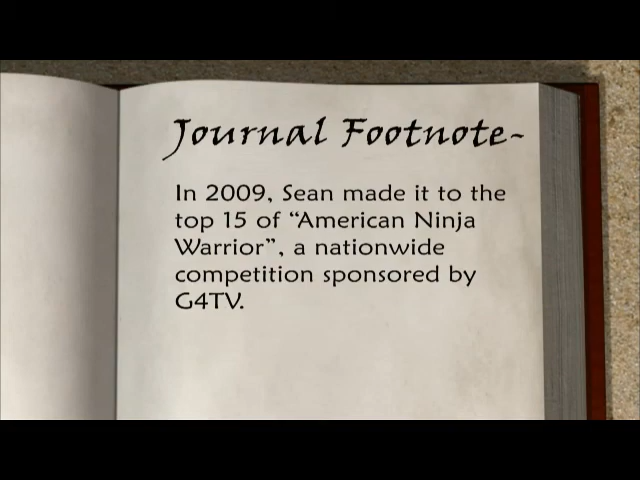 Journal Footnote-
In 2009, Sean made it to the
top 15 of “American Ninja
Warrior”, a nationwide
competition sponsored by
G4TV.